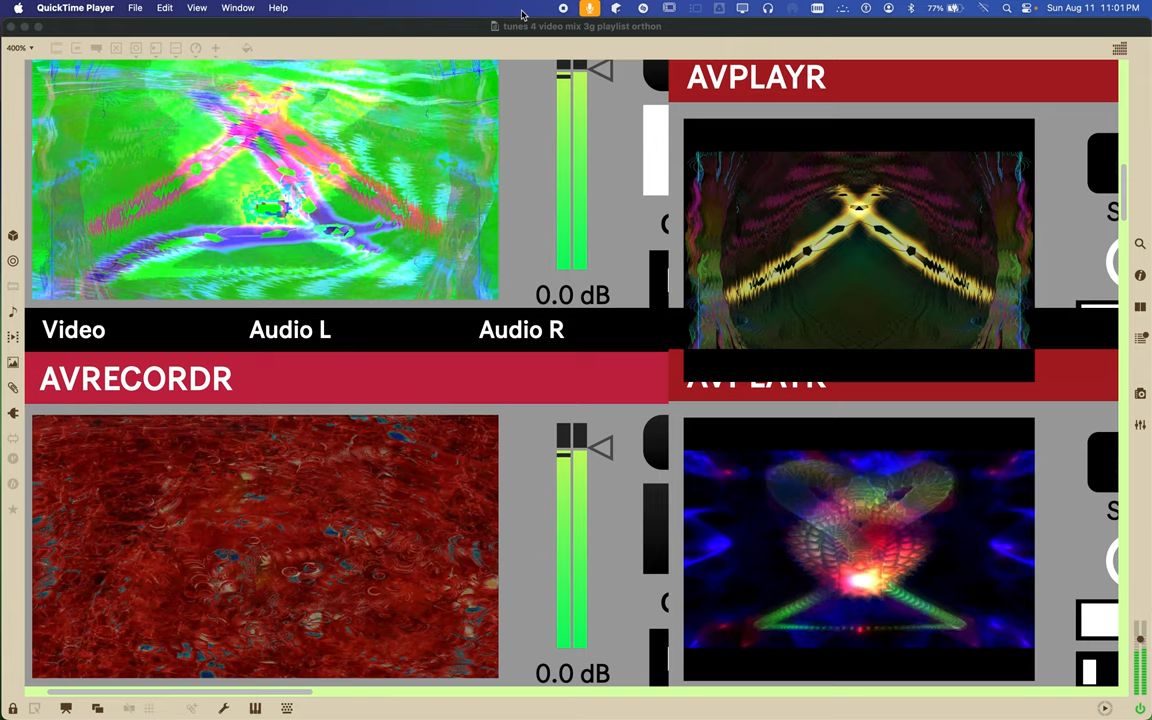 QuickTime Player File Edit View Window Help 77% Sun Aug 11 11:01 PM
tunes 4 video mix 3g playlist orthon
400%
AVPLAYR
0.0 dB
Video Audio L Audio R
AVRECORDR
AVPLAYR
0.0 dB